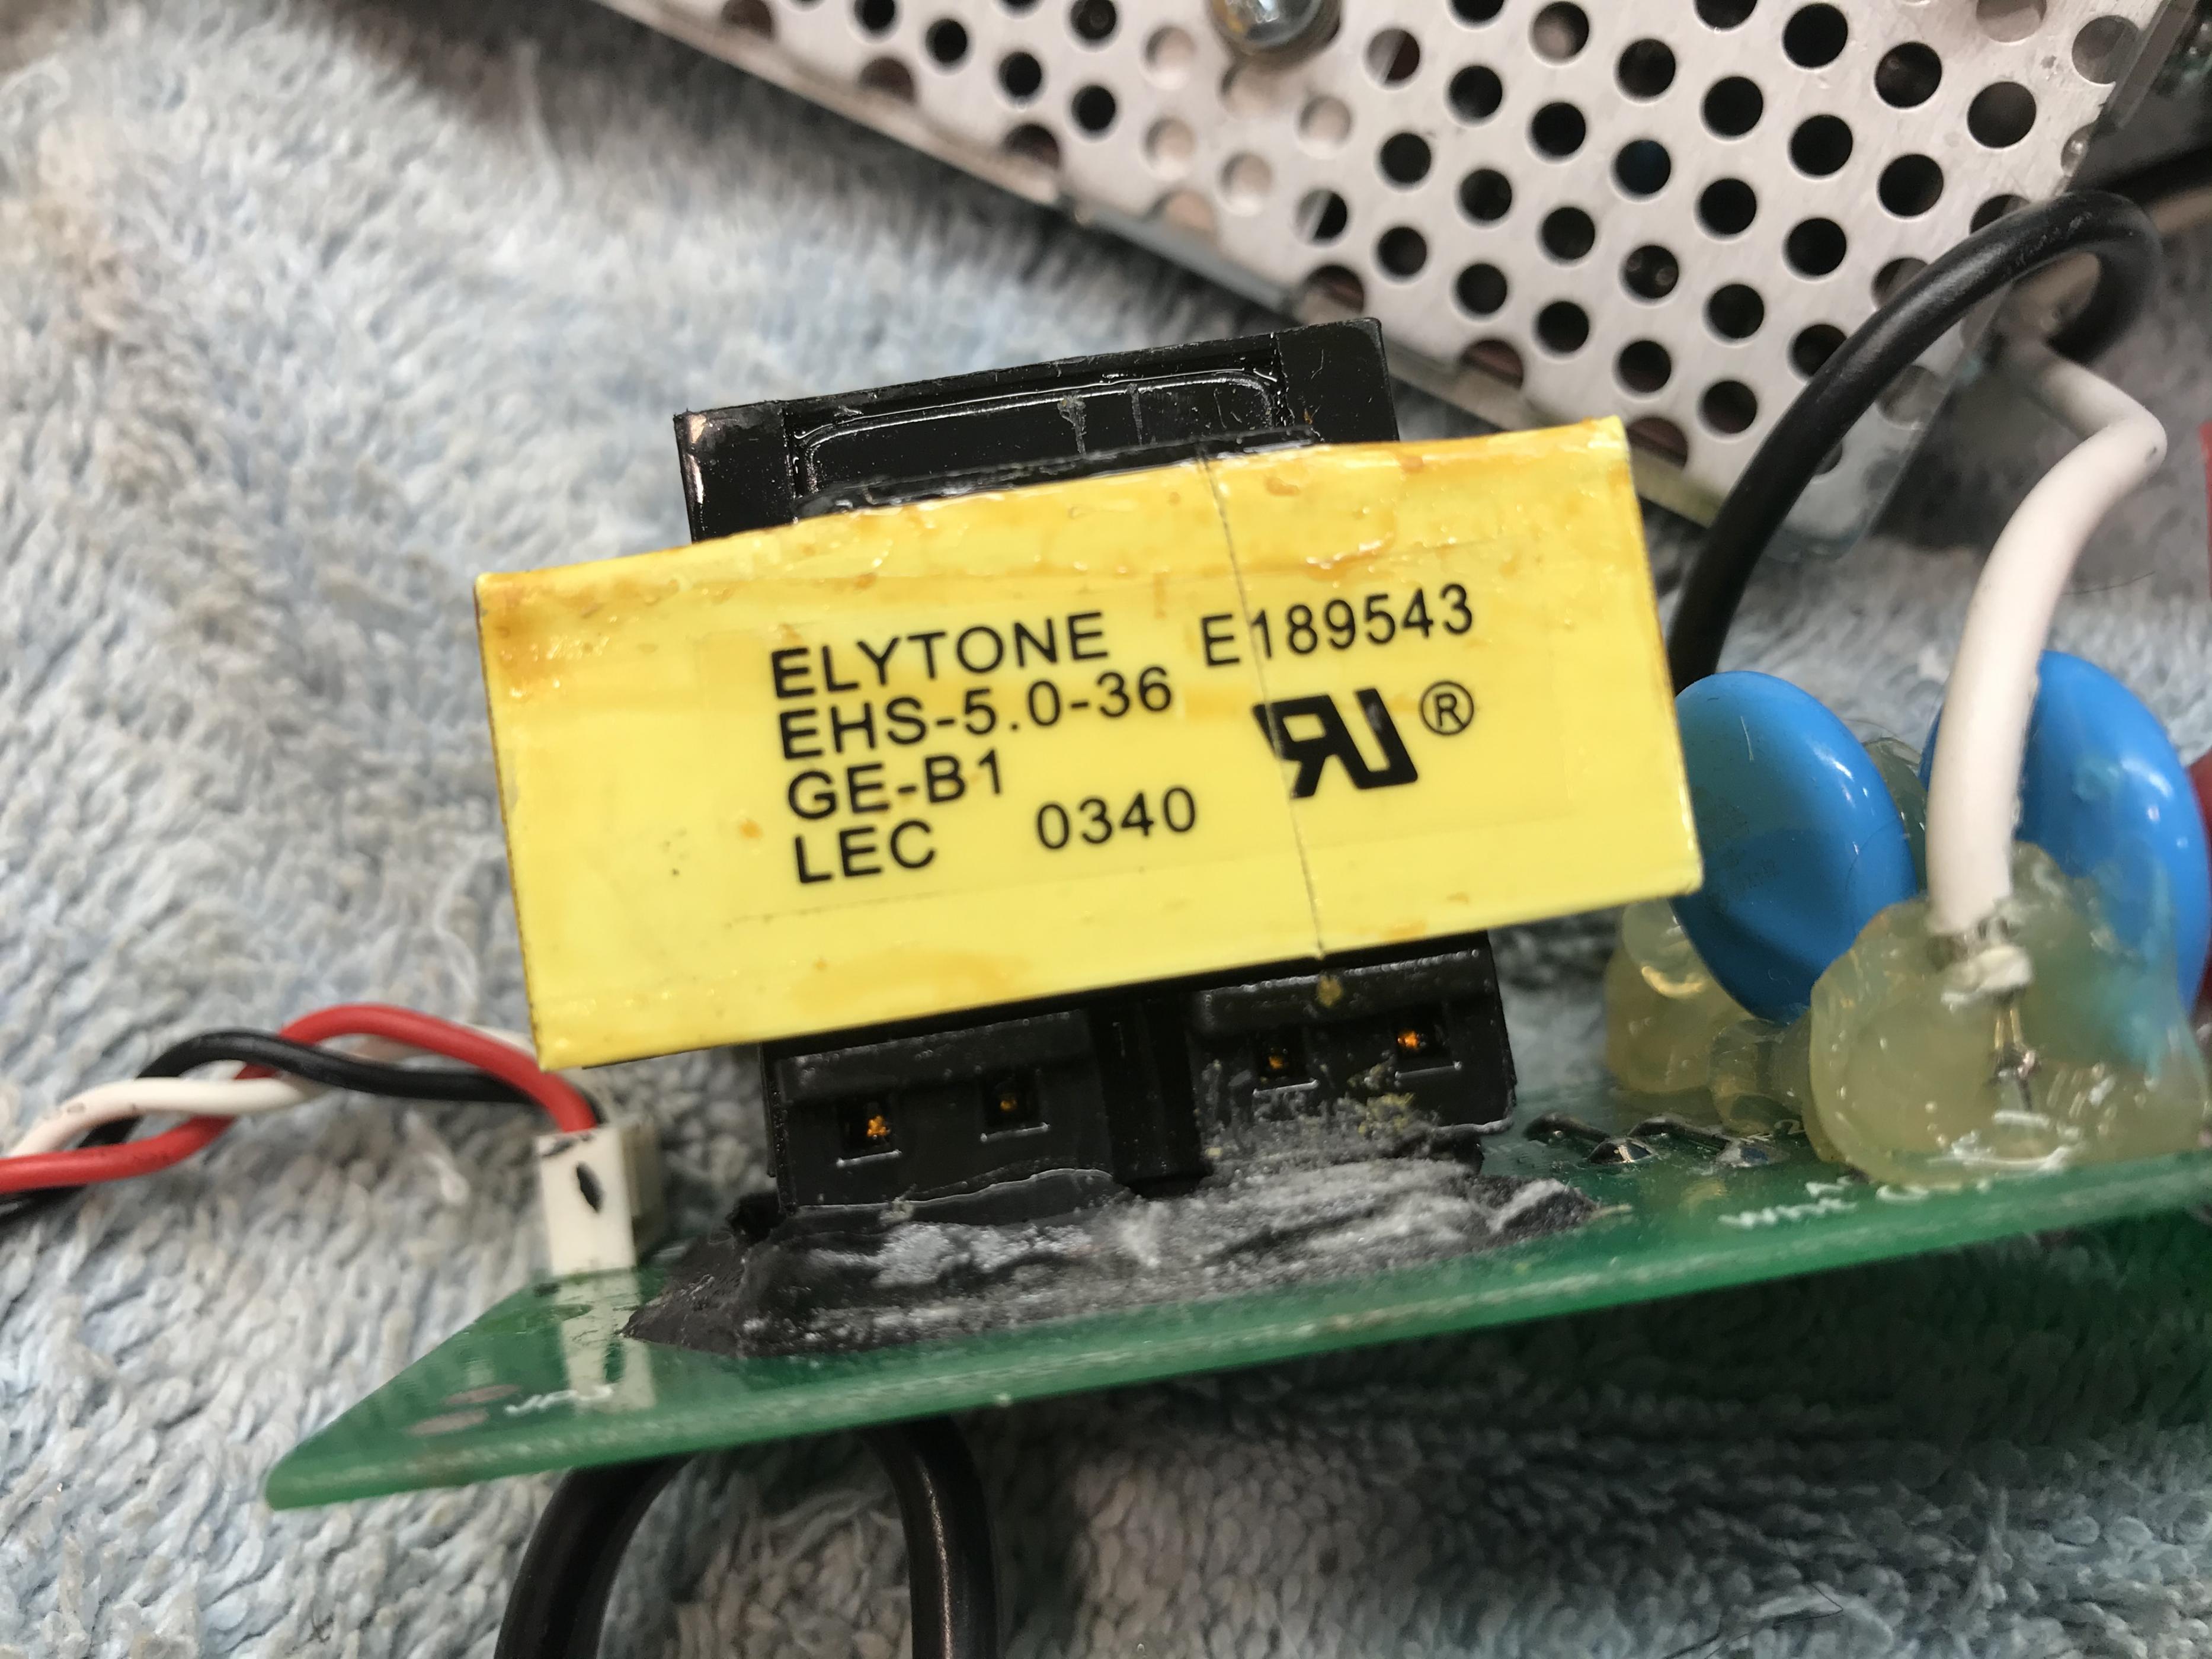 ELYTONE E189543
EHS-5.0-36
GE-B1 ®
LEC 0340